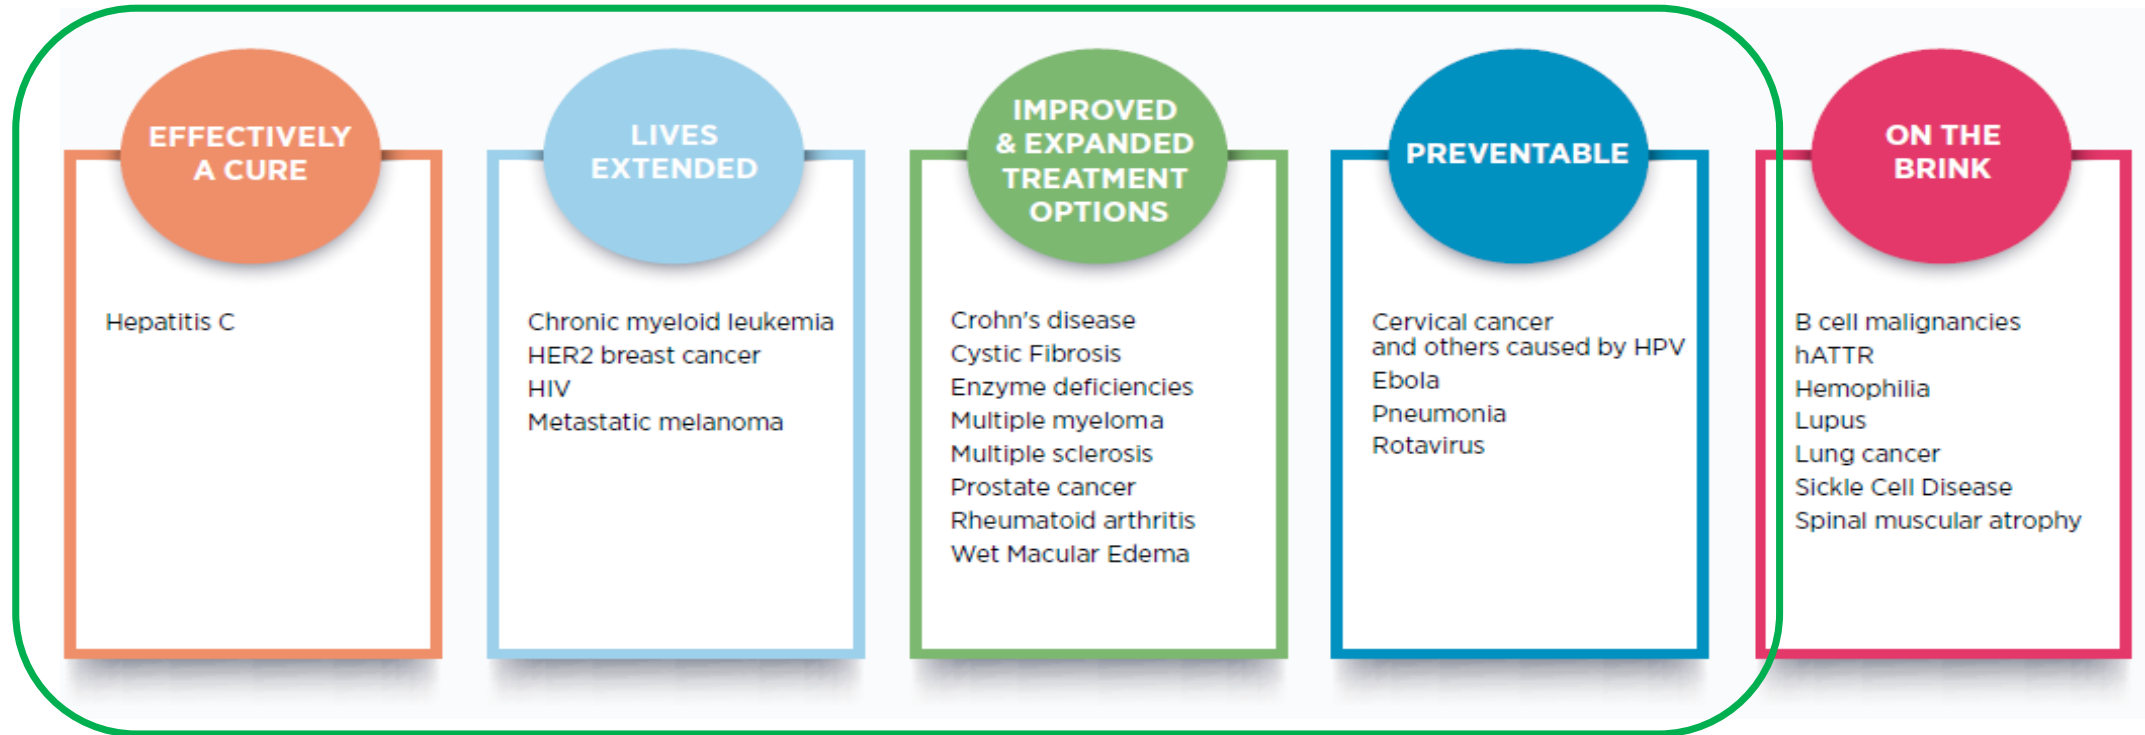 EFFECTIVELY
A CURE
Hepatitis C
LIVES
EXTENDED
Chronic myeloid leukemia
HER2 breast cancer
HIV
Metastatic melanoma
IMPROVED
& EXPANDED
TREATMENT
OPTIONS
Crohn's disease
Cystic Fibrosis
Enzyme deficiencies
Multiple myeloma
Multiple sclerosis
Prostate cancer
Rheumatoid arthritis
Wet Macular Edema
PREVENTABLE
Cervical cancer
and others caused by HPV
Ebola
Pneumonia
Rotavirus
ON THE
BRINK
B cell malignancies
hATTR
Hemophilia
Lupus
Lung cancer
Sickle Cell Disease
Spinal muscular atrophy